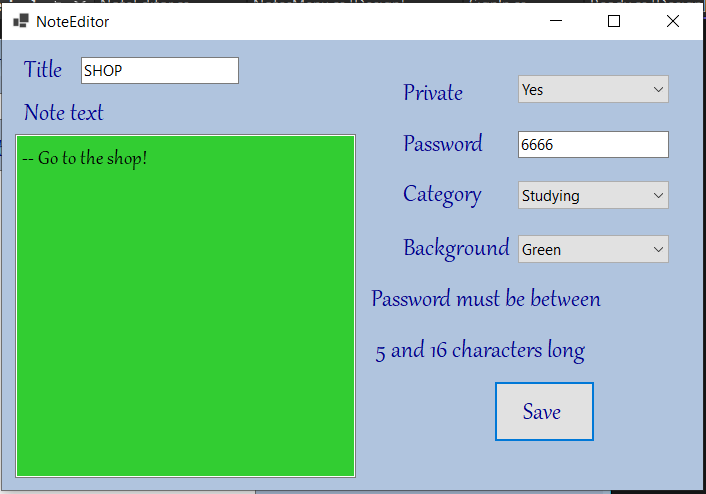 NoteEditor
Title SHOP
Note text
-- Go to the shop!
Private Yes
Password 6666
Category Studying
Background Green
Password must be between
5 and 16 characters long
Save